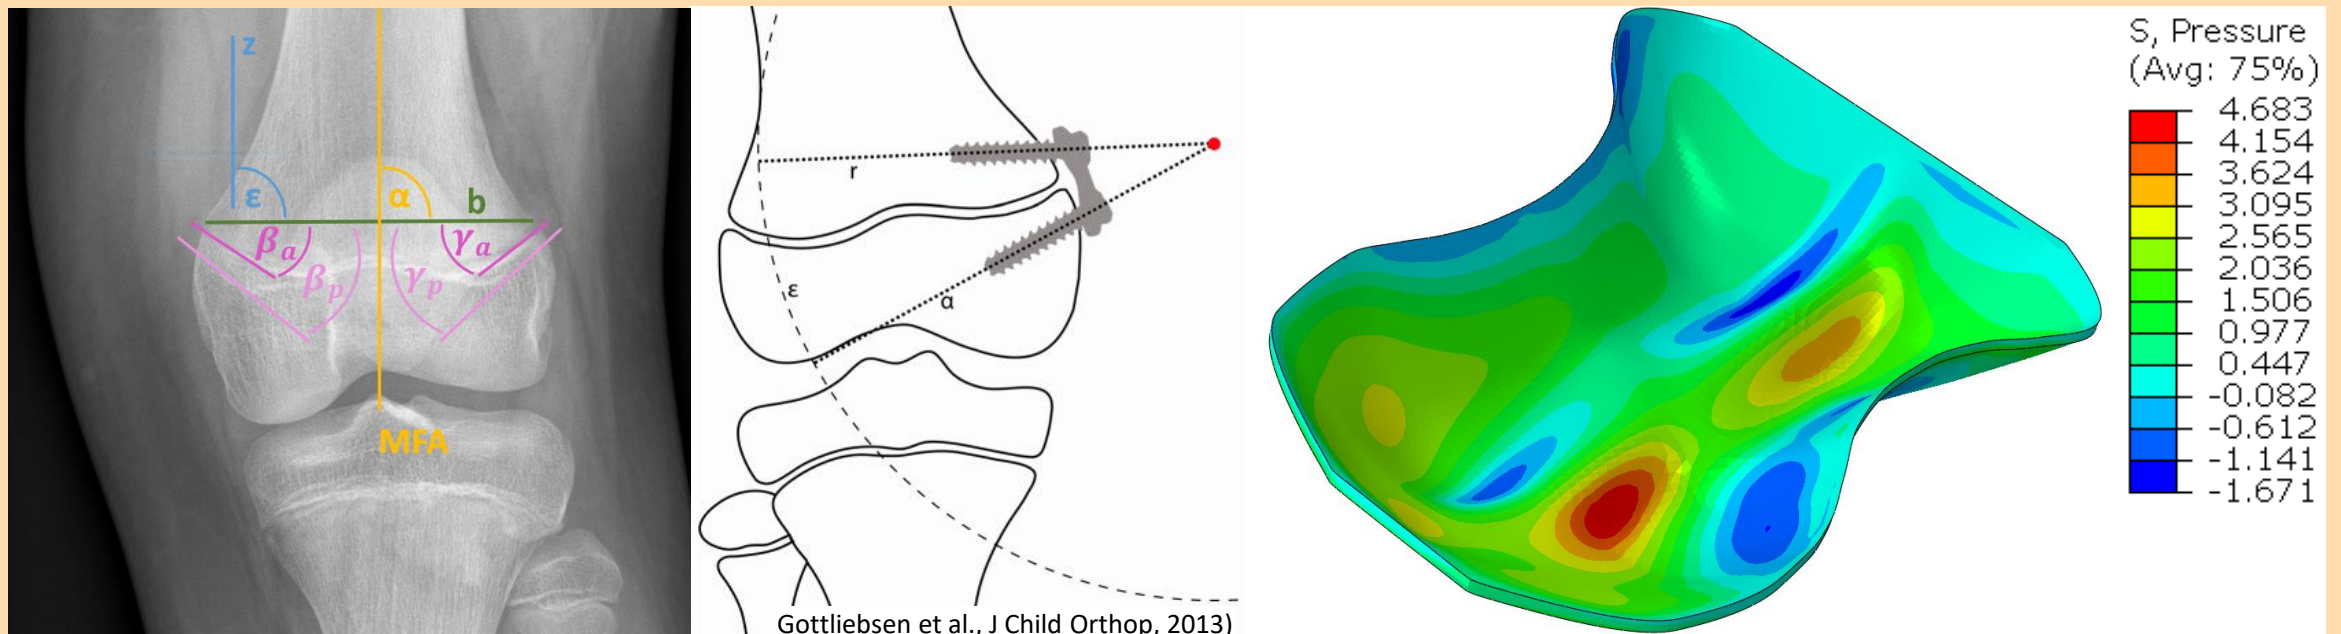 z
ε
α
b
βa
γa
βp
γp
MFA
r
ε
α
Gottliebsen et al., J Child Orthop, 2013)
S, Pressure
(Avg: 75%)
4.683
4.154
3.624
3.095
2.565
2.036
1.506
0.977
0.447
-0.082
-0.612
-1.141
-1.671